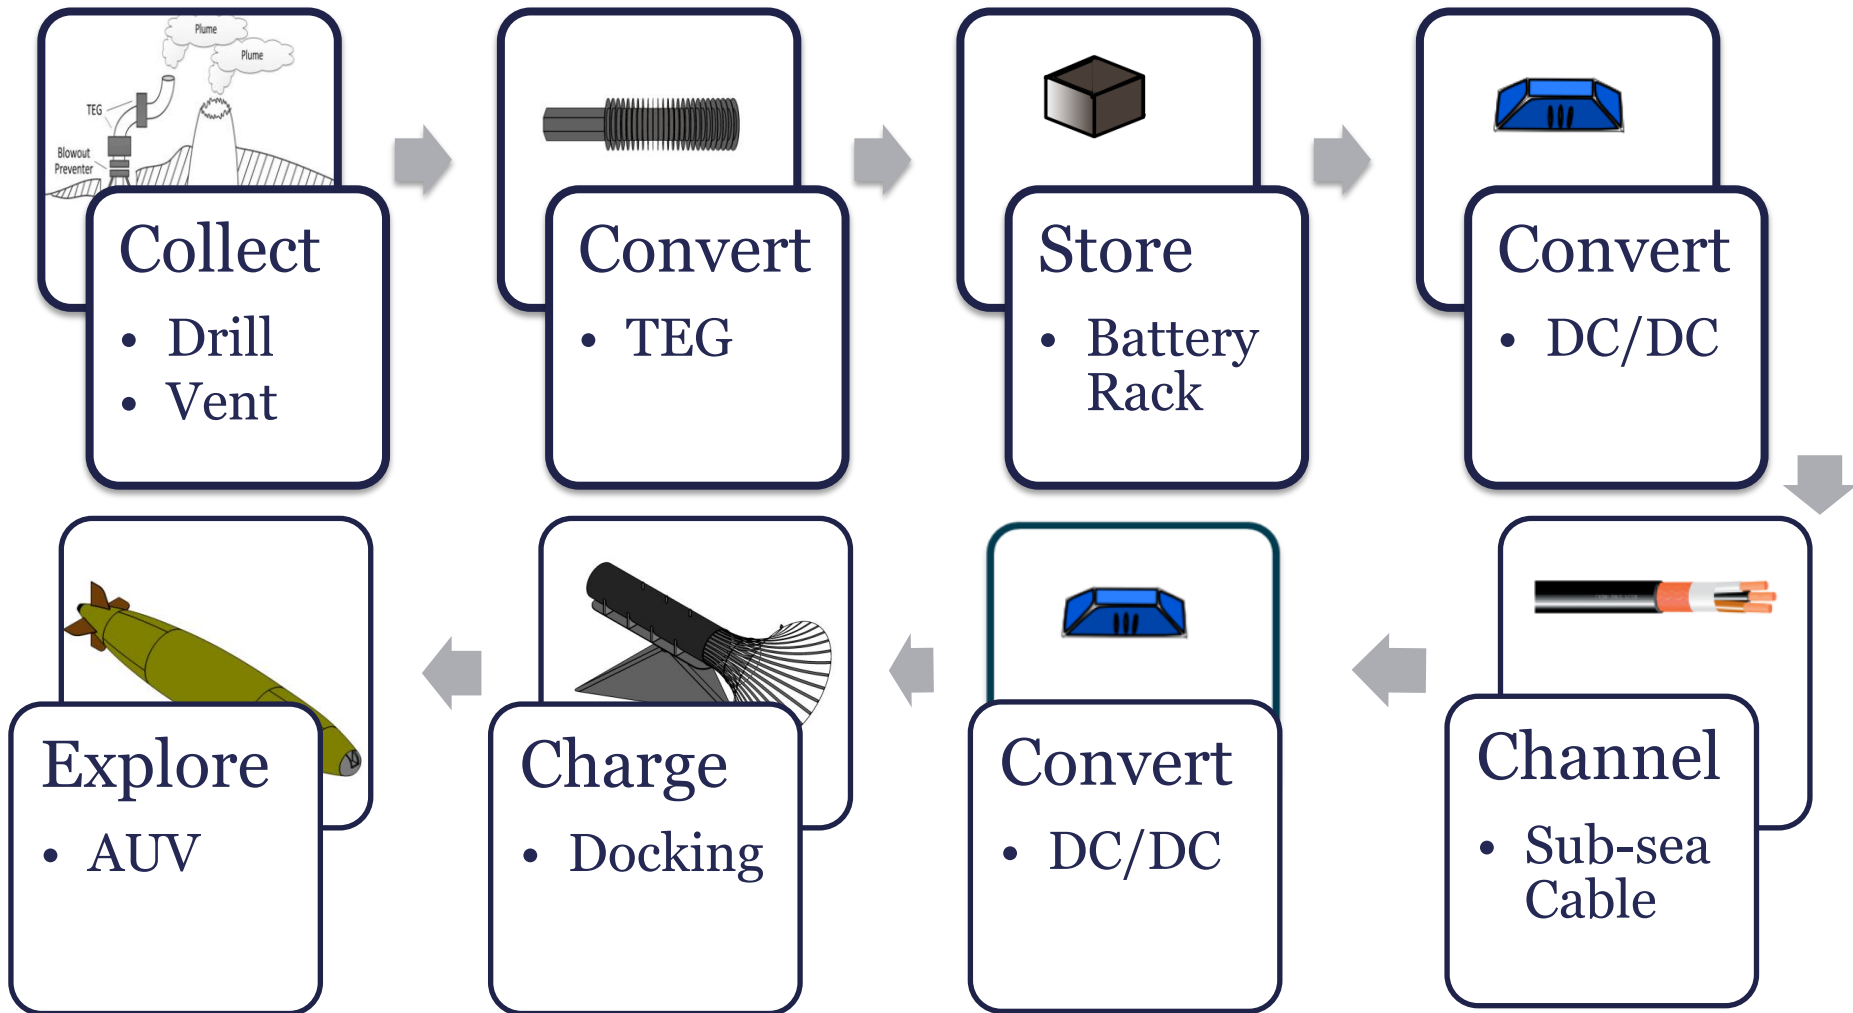 Plume
Plume
TEG
Blowout
Preventer
Collect
• Drill
• Vent
Convert
• TEG
Store
• Battery
Rack
Convert
• DC/DC
Channel
• Sub-sea
Cable
Convert
• DC/DC
Charge
• Docking
Explore
• AUV